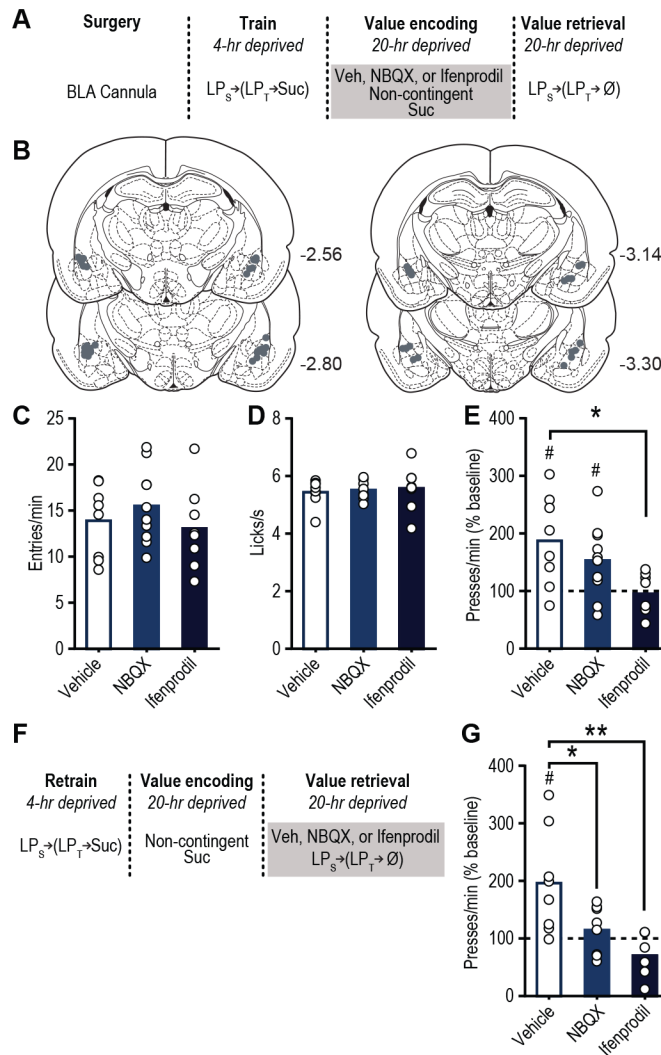 A
Surgery
Train
Value encoding
Value retrieval
4-hr deprived
20-hr deprived
20-hr deprived
BLA Cannula
LPS→(LPT→Suc)
Veh, NBQX, or Ifenprodil
Non-contingent
Suc
LPS→(LPT→Ø)
B
-2.56
-2.80
-3.14
-3.30
C
Entries/min
25
20
15
10
5
0
Vehicle
NBQX
Ifenprodil
D
Licks/s
8
6
4
2
0
Vehicle
NBQX
Ifenprodil
E
Presses/min (% baseline)
400
300
200
100
0
*
#
#
Vehicle
NBQX
Ifenprodil
F
Retrain
Value encoding
Value retrieval
4-hr deprived
20-hr deprived
20-hr deprived
LPS→(LPT→Suc)
Non-contingent
Suc
Veh, NBQX, or Ifenprodil
LPS→(LPT→Ø)
G
Presses/min (% baseline)
400
300
200
100
0
**
*
#
Vehicle
NBQX
Ifenprodil